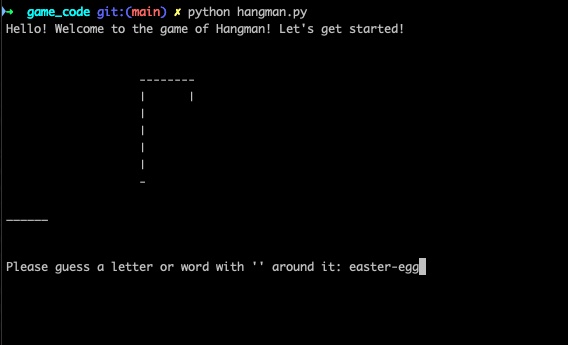 ➜ game_code git:(main) ✗ python hangman.py
Hello! Welcome to the game of Hangman! Let's get started!
--------
|      |
|
|
|
|
-
______
Please guess a letter or word with '' around it: easter-egg